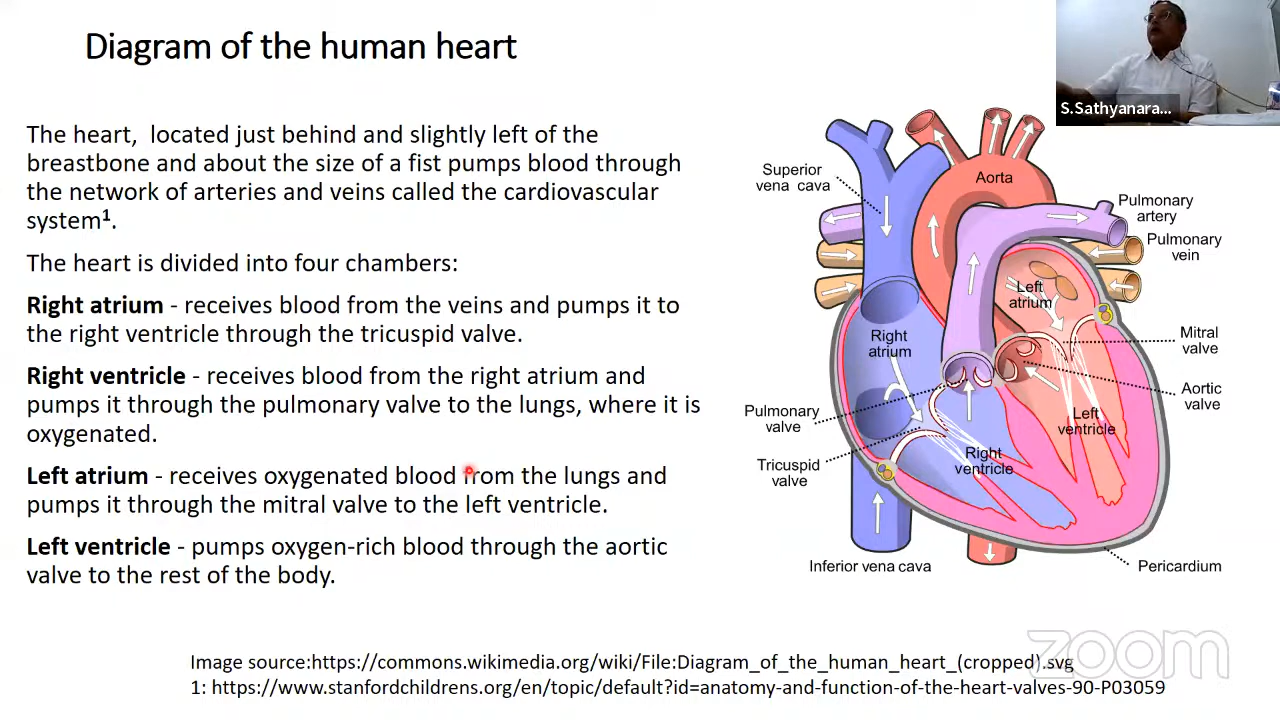 Diagram of the human heart
S.Sathyanara...
The heart,  located just behind and slightly left of the
breastbone and about the size of a fist pumps blood through
the network of arteries and veins called the cardiovascular
system¹.
The heart is divided into four chambers:
Right atrium - receives blood from the veins and pumps it to
the right ventricle through the tricuspid valve.
Right ventricle - receives blood from the right atrium and
pumps it through the pulmonary valve to the lungs, where it is
oxygenated.
Left atrium - receives oxygenated blood from the lungs and
pumps it through the mitral valve to the left ventricle.
Left ventricle - pumps oxygen-rich blood through the aortic
valve to the rest of the body.
Superior
vena cava
Aorta
Pulmonary
artery
Pulmonary
vein
Left
atrium
Right
atrium
Mitral
valve
Aortic
valve
Pulmonary
valve
Left
ventricle
Tricuspid
valve
Right
ventricle
Inferior vena cava
Pericardium
zoom
Image source:https://commons.wikimedia.org/wiki/File:Diagram_of_the_human_heart_(cropped).svg
1: https://www.stanfordchildrens.org/en/topic/default?id=anatomy-and-function-of-the-heart-valves-90-P03059